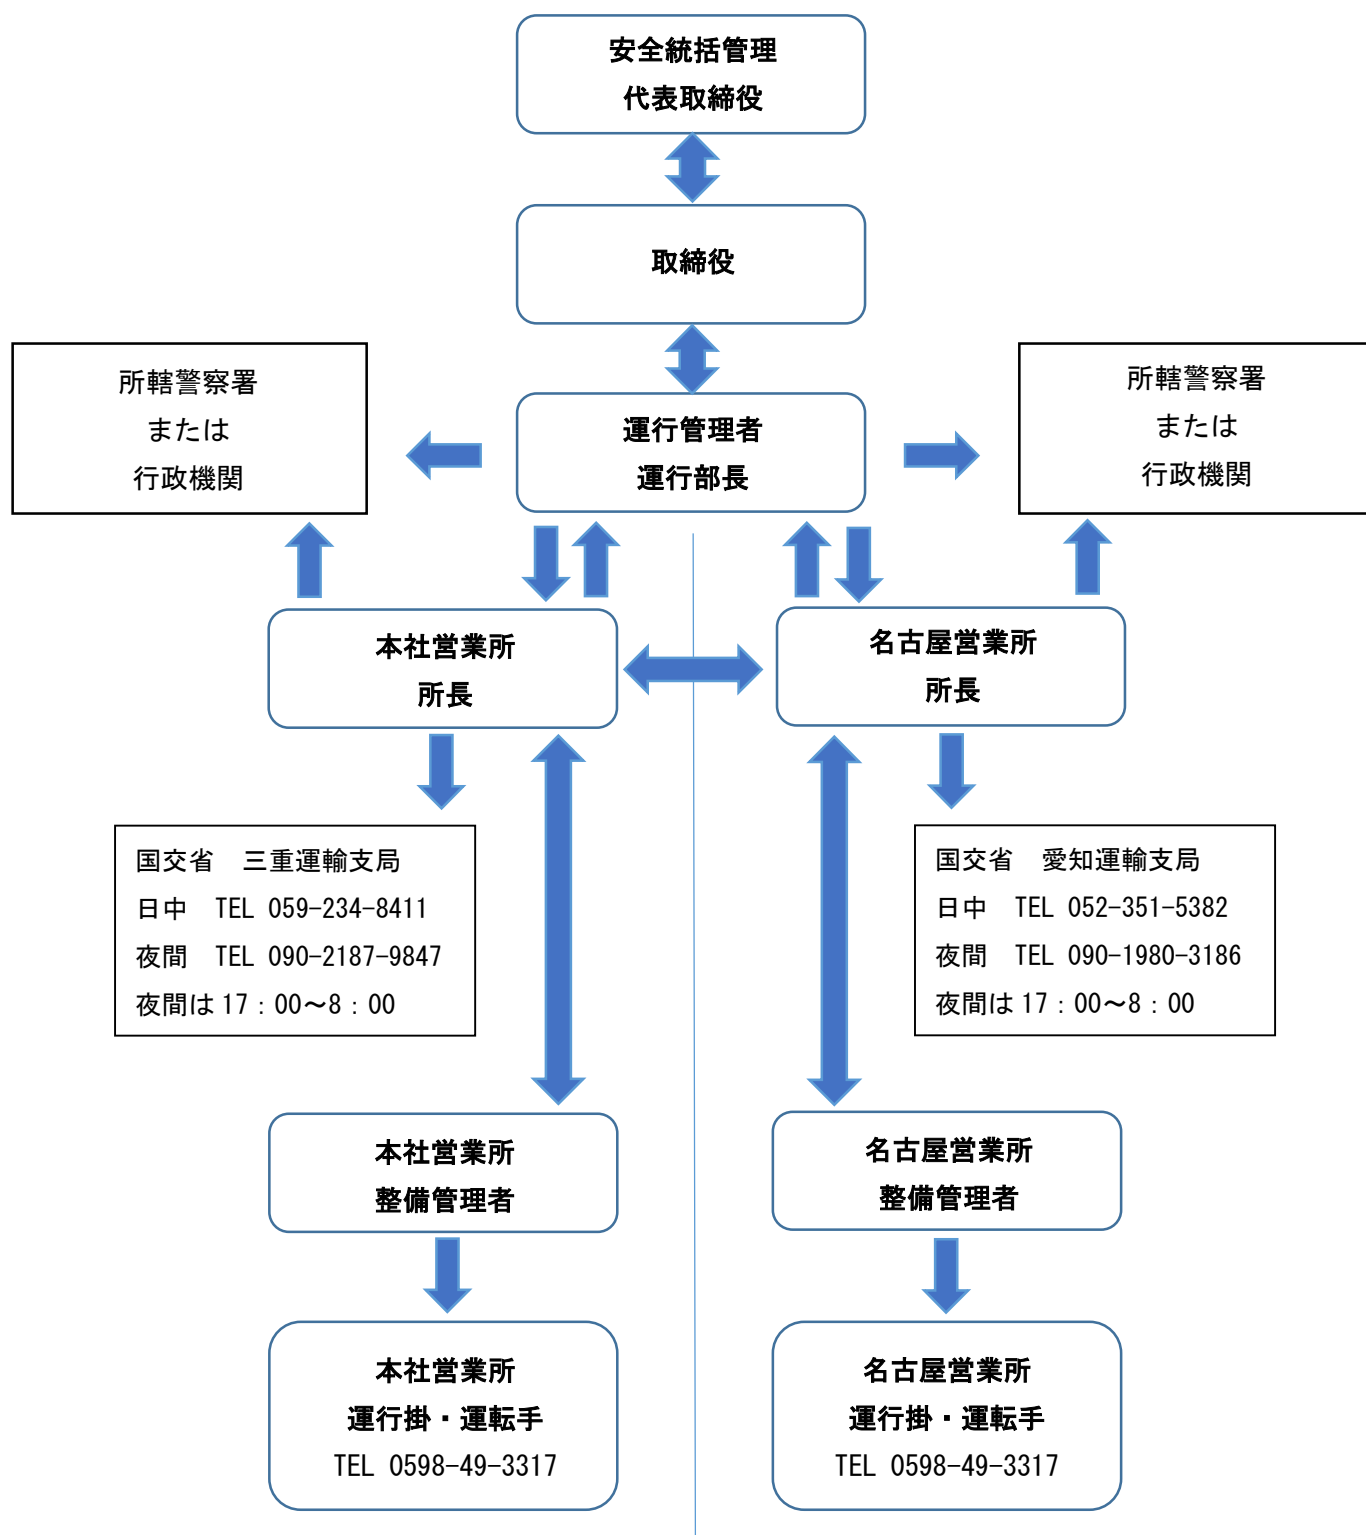 安全統括管理
代表取締役
取締役
所轄警察署
または
行政機関
運行管理者
運行部長
所轄警察署
または
行政機関
本社営業所
所長
名古屋営業所
所長
国交省　三重運輸支局
日中　TEL 059-234-8411
夜間　TEL 090-2187-9847
夜間は 17：00～8：00
国交省　愛知運輸支局
日中　TEL 052-351-5382
夜間　TEL 090-1980-3186
夜間は 17：00～8：00
本社営業所
整備管理者
名古屋営業所
整備管理者
本社営業所
運行掛・運転手
TEL 0598-49-3317
名古屋営業所
運行掛・運転手
TEL 0598-49-3317